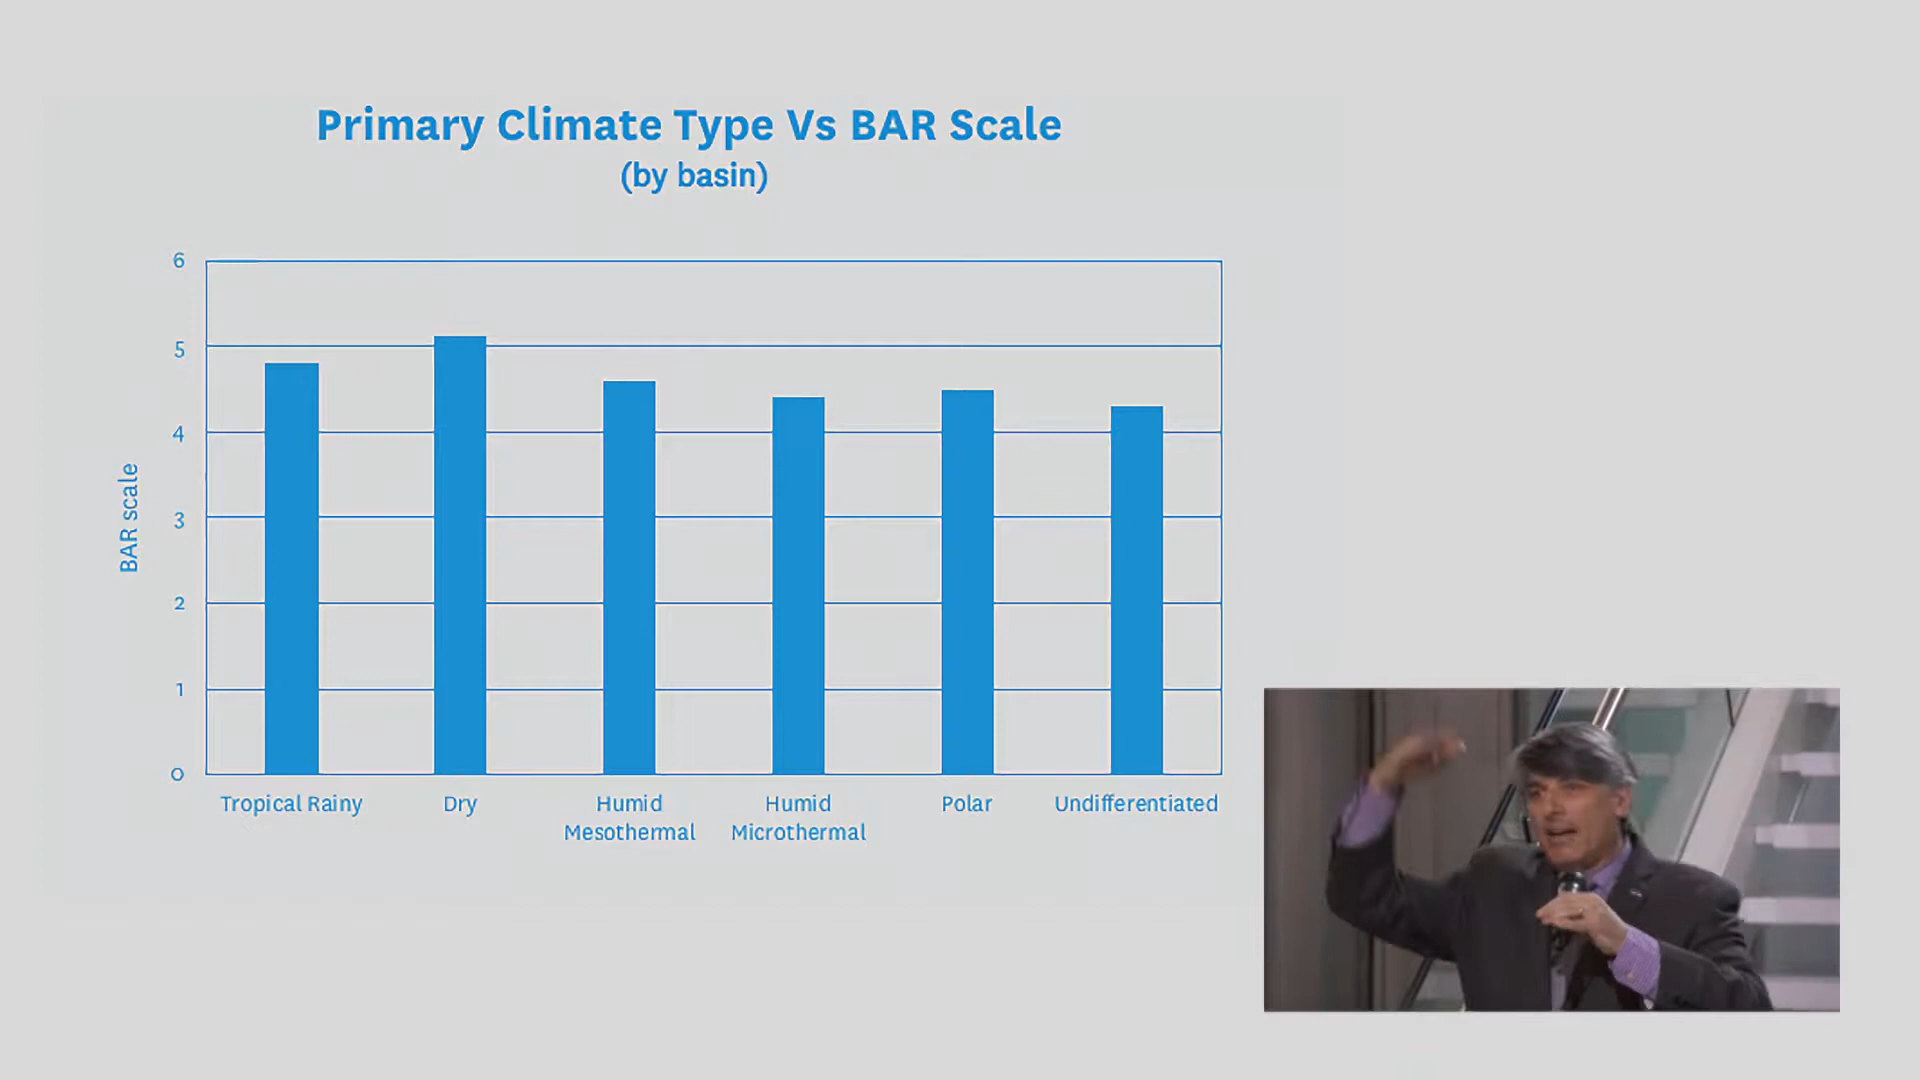 Primary Climate Type Vs BAR Scale
(by basin)
BAR scale
6
5
4
3
2
1
0
Tropical Rainy
Dry
Humid
Mesothermal
Humid
Microthermal
Polar
Undifferentiated